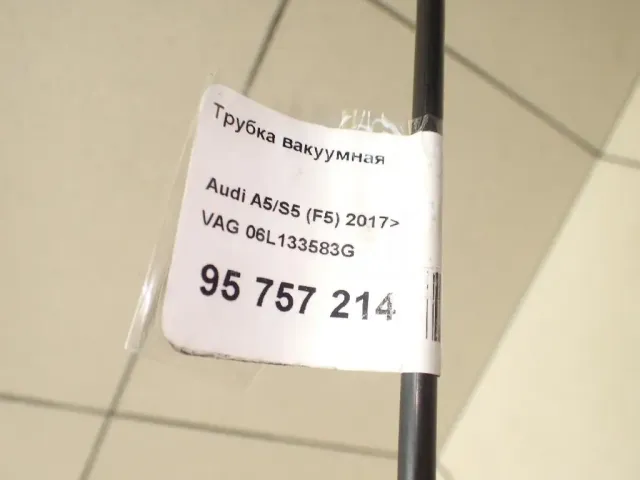 Трубка вакуумная
Audi A5/S5 (F5) 2017>
VAG 06L133583G
95 757 214